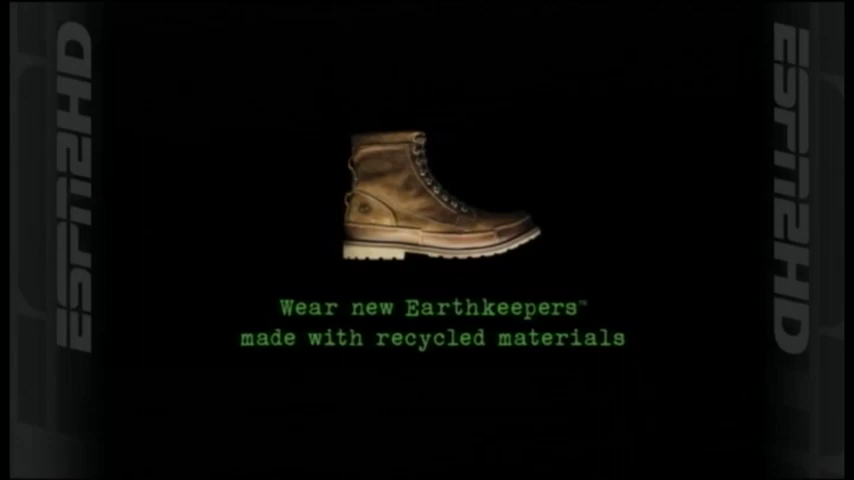 ESPN2HD
Wear new Earthkeepers™
made with recycled materials
ESPN2HD